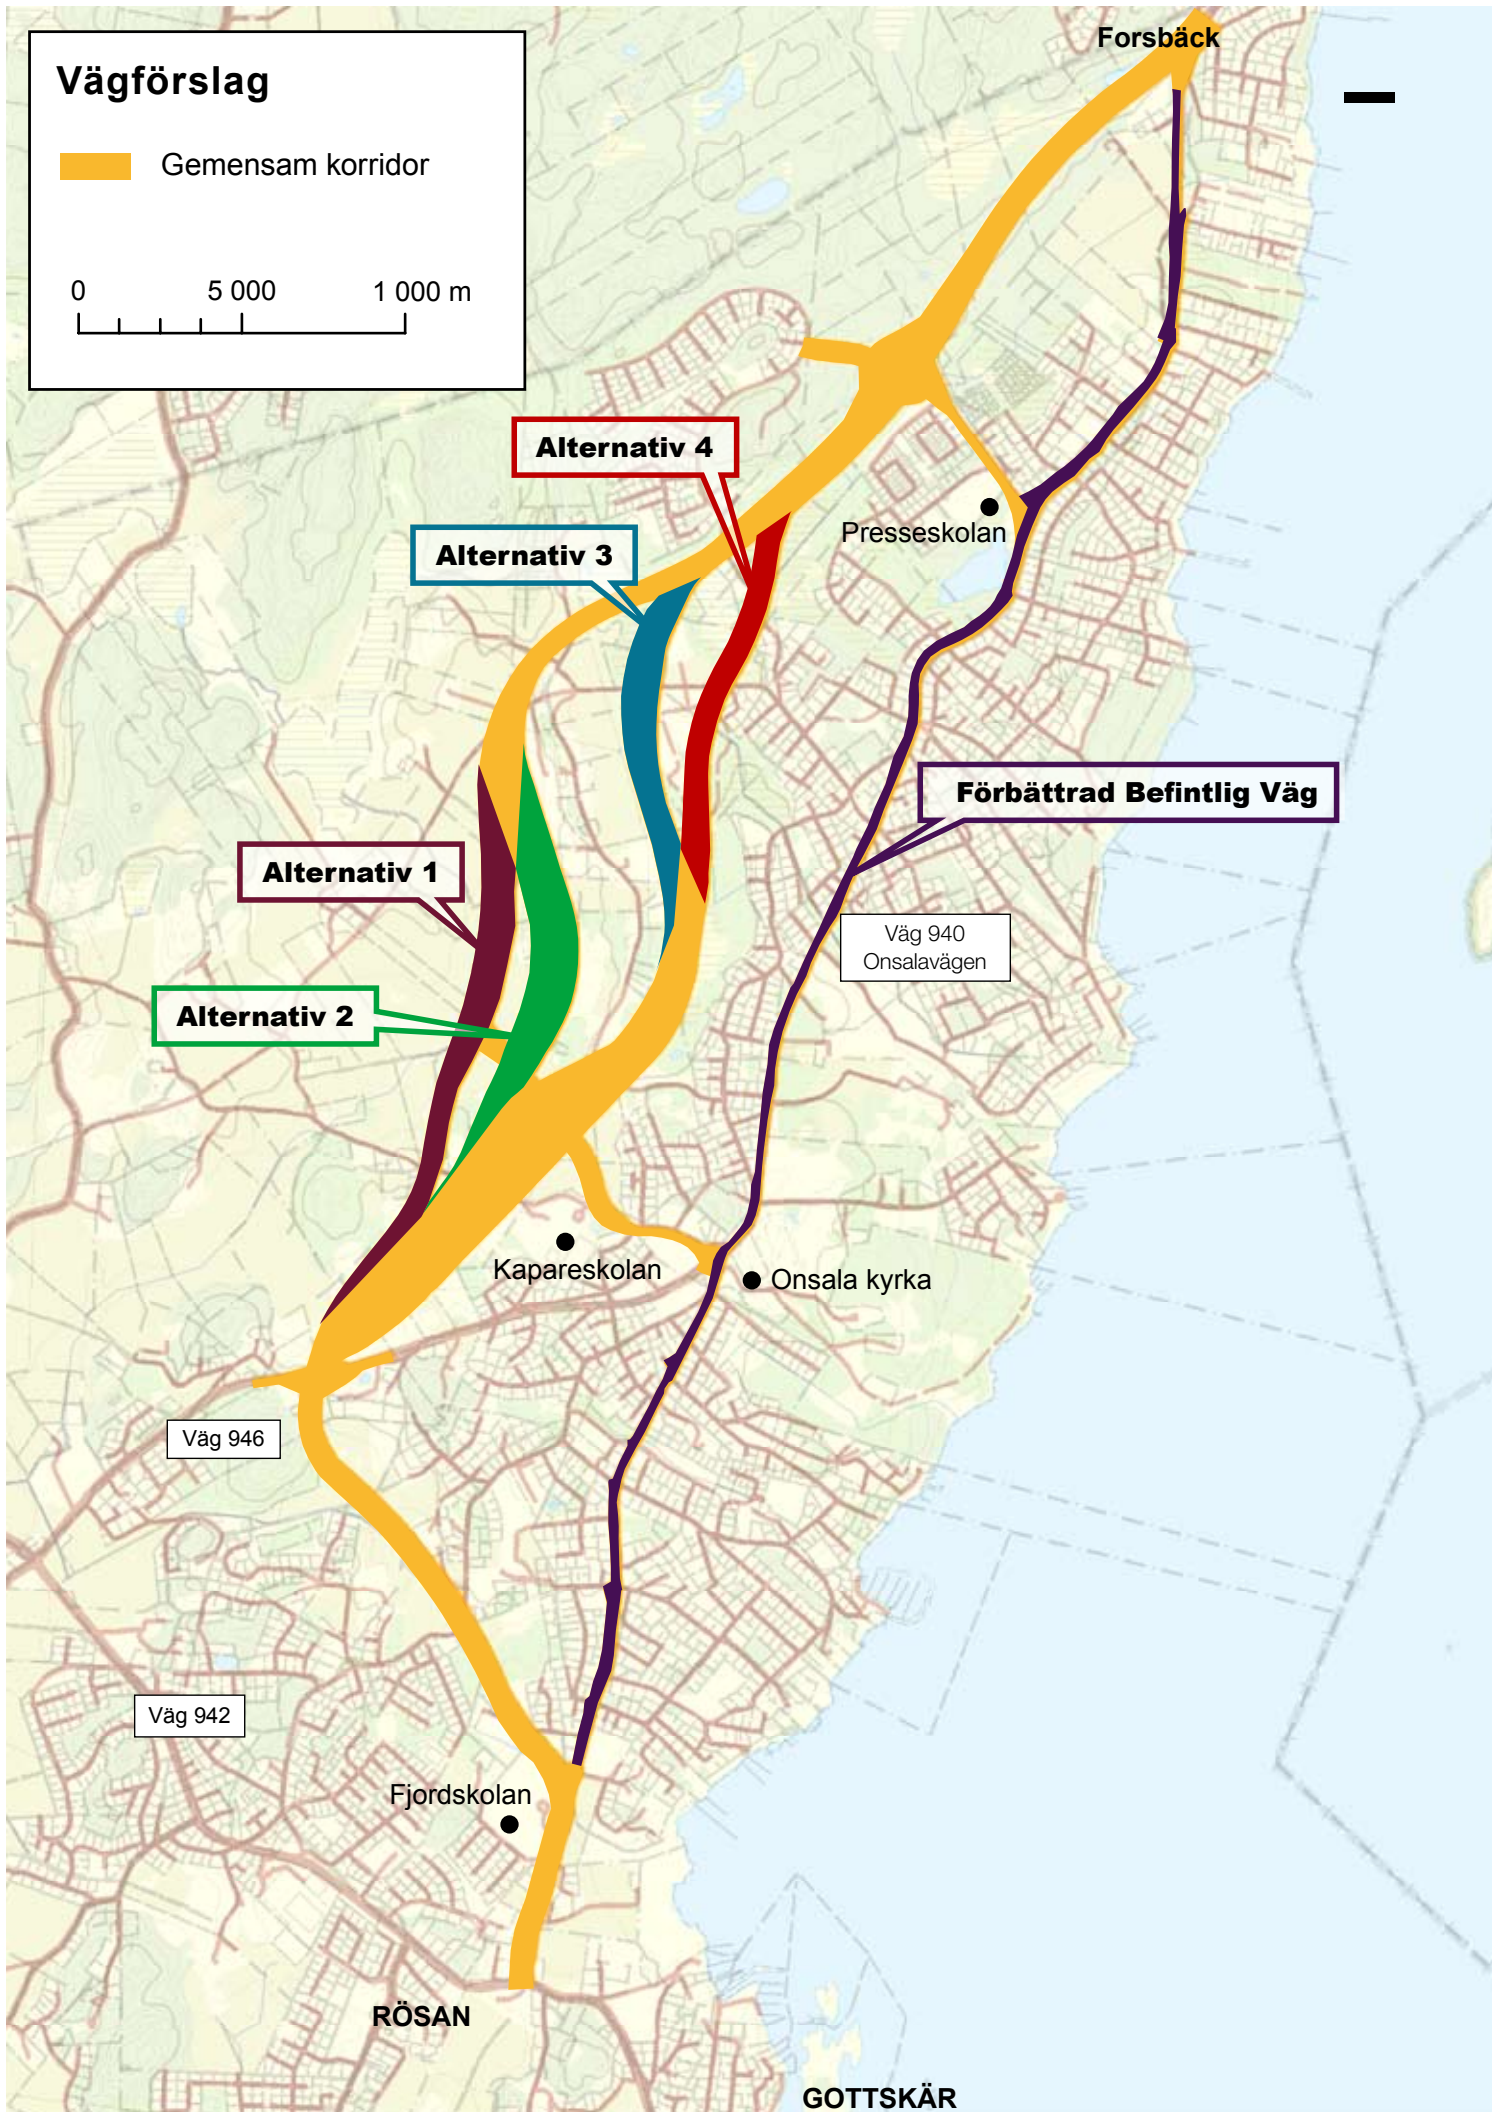 Forsbäck
Vägförslag
Gemensam korridor
0 5 000 1 000 m
Alternativ 4
Presseskolan
Alternativ 3
Förbättrad Befintlig Väg
Alternativ 1
Väg 940
Onsalavägen
Alternativ 2
Kapareskolan
Onsala kyrka
Väg 946
Väg 942
Fjordskolan
RÖSAN
GOTTSKÄR